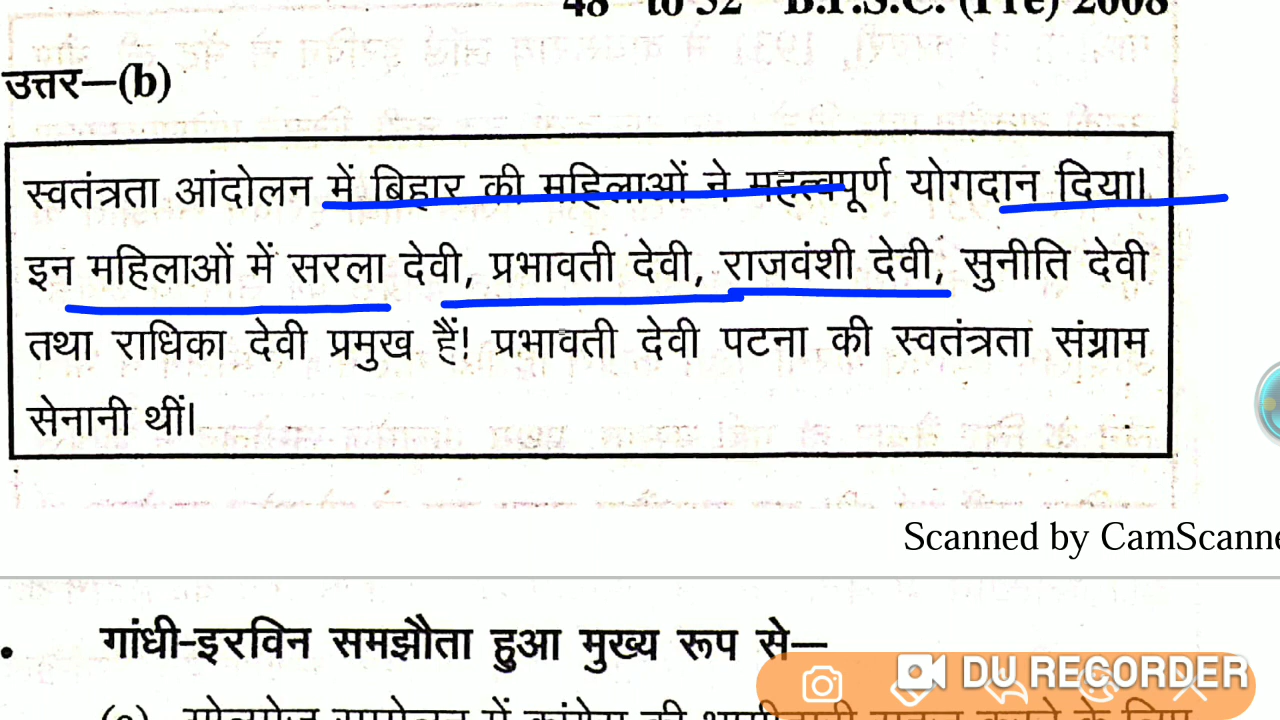 48 to 52 B.P.S.C. (Pre) 2008
उत्तर—(b)
स्वतंत्रता आंदोलन में बिहार की महिलाओं ने महत्वपूर्ण योगदान दिया।
इन महिलाओं में सरला देवी, प्रभावती देवी, राजवंशी देवी, सुनीति देवी
तथा राधिका देवी प्रमुख हैं! प्रभावती देवी पटना की स्वतंत्रता संग्राम
सेनानी थीं।
Scanned by CamScanne
गांधी-इरविन समझौता हुआ मुख्य रूप से—
DU RECORDER